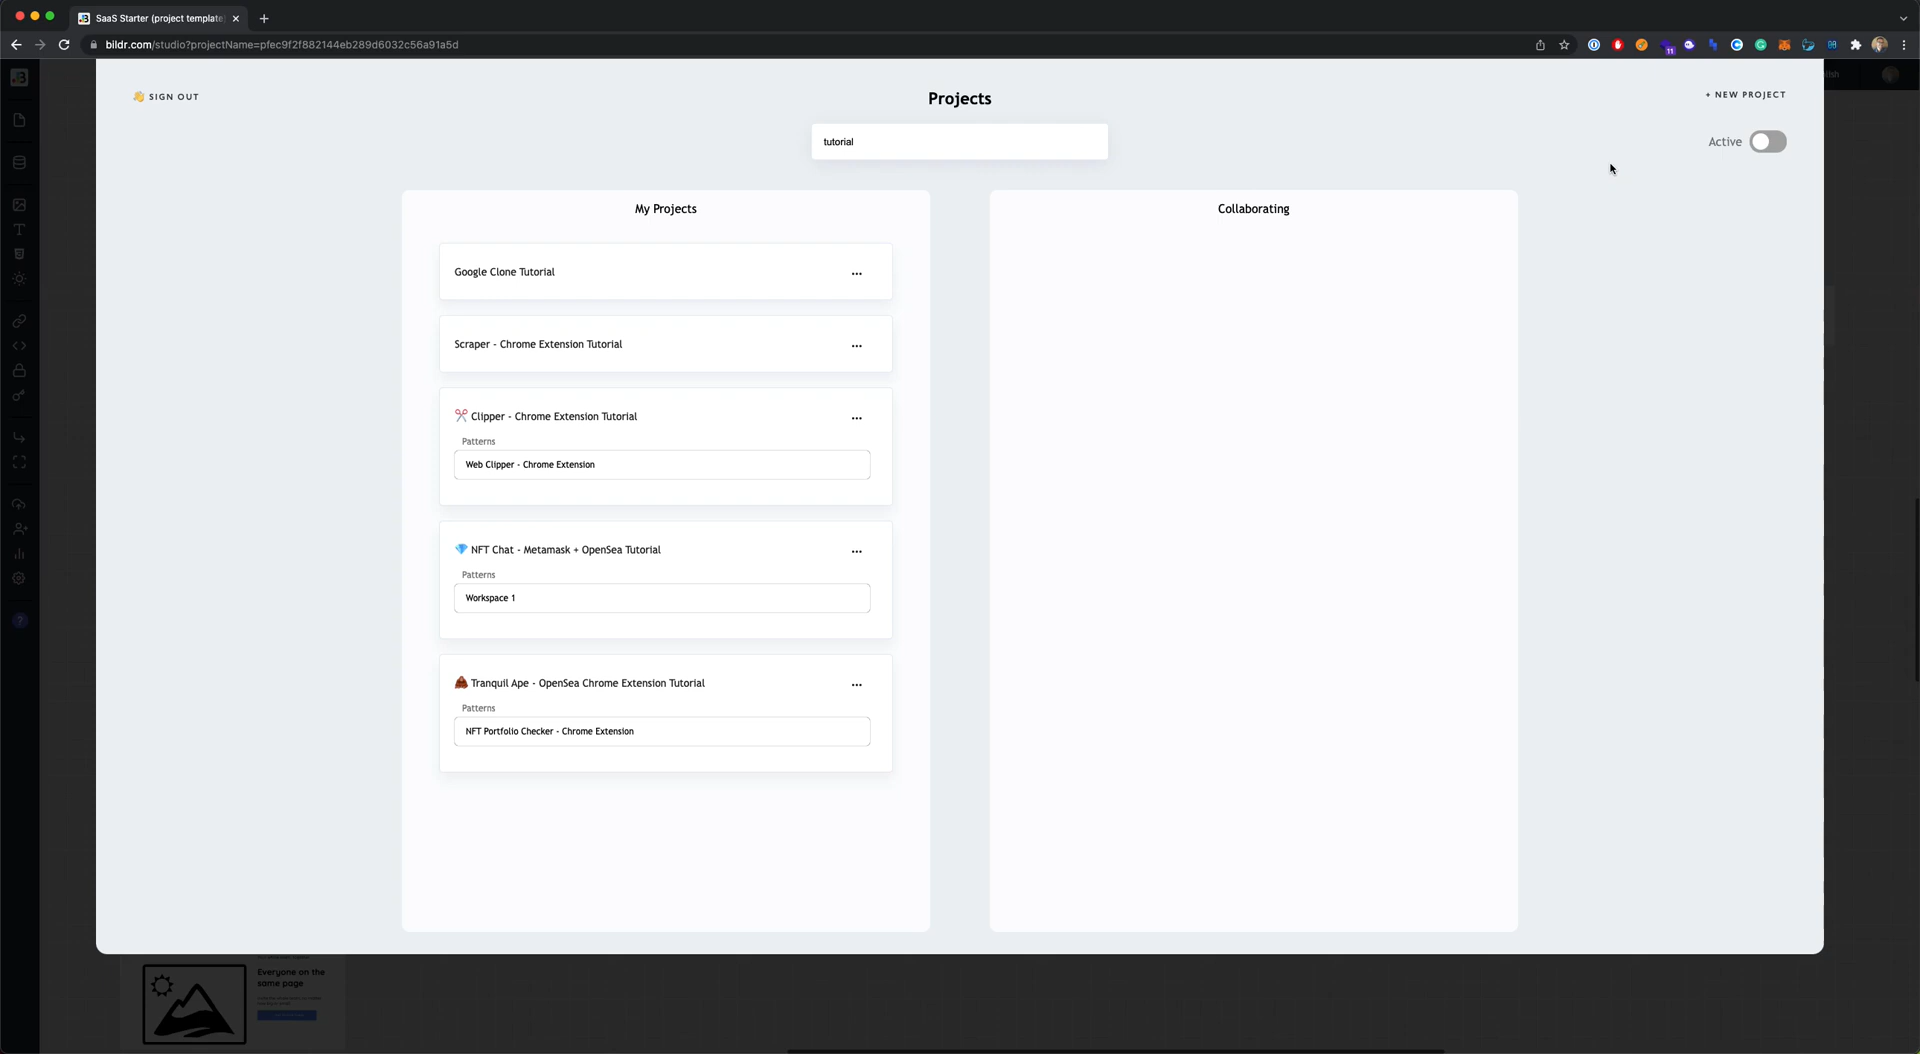 SaaS Starter (project template
bildr.com/studio?projectName=pfec9f2f882144eb289d6032c56a91a5d
11
👋 SIGN OUT
Projects
+ NEW PROJECT
tutorial
Active
My Projects
Collaborating
Google Clone Tutorial
Scraper - Chrome Extension Tutorial
Clipper - Chrome Extension Tutorial
Patterns
Web Clipper - Chrome Extension
NFT Chat - Metamask + OpenSea Tutorial
Patterns
Workspace 1
Tranquil Ape - OpenSea Chrome Extension Tutorial
Patterns
NFT Portfolio Checker - Chrome Extension
Everyone on the
same page